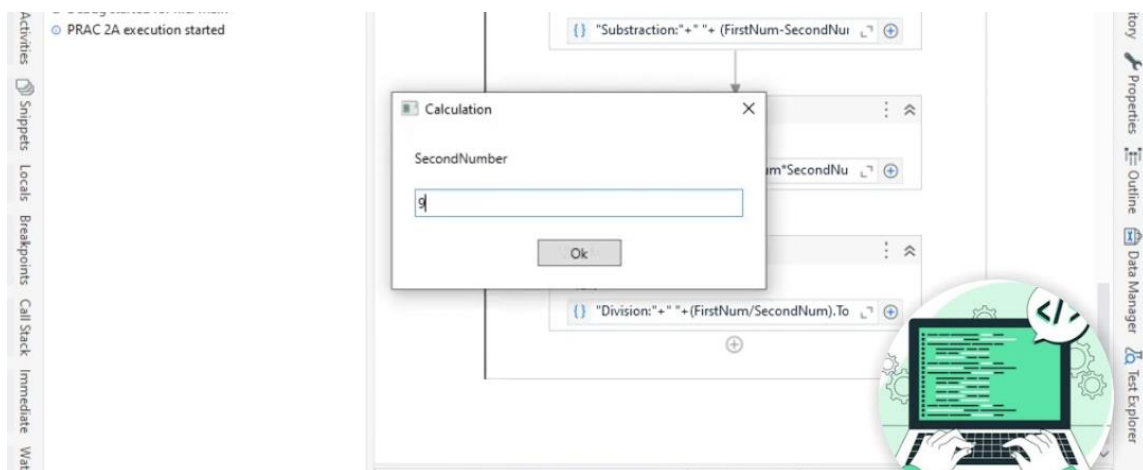 Activities
Snippets
Locals
Breakpoints
Call Stack
Immediate
PRAC 2A execution started
"Substraction:"+" "+ (FirstNum-SecondNu
Calculation
SecondNumber
9
Ok
m*SecondNu
"Division:"+" "+(FirstNum/SecondNum).To
</>
Properties
Outline
Data Manager
Test Explorer